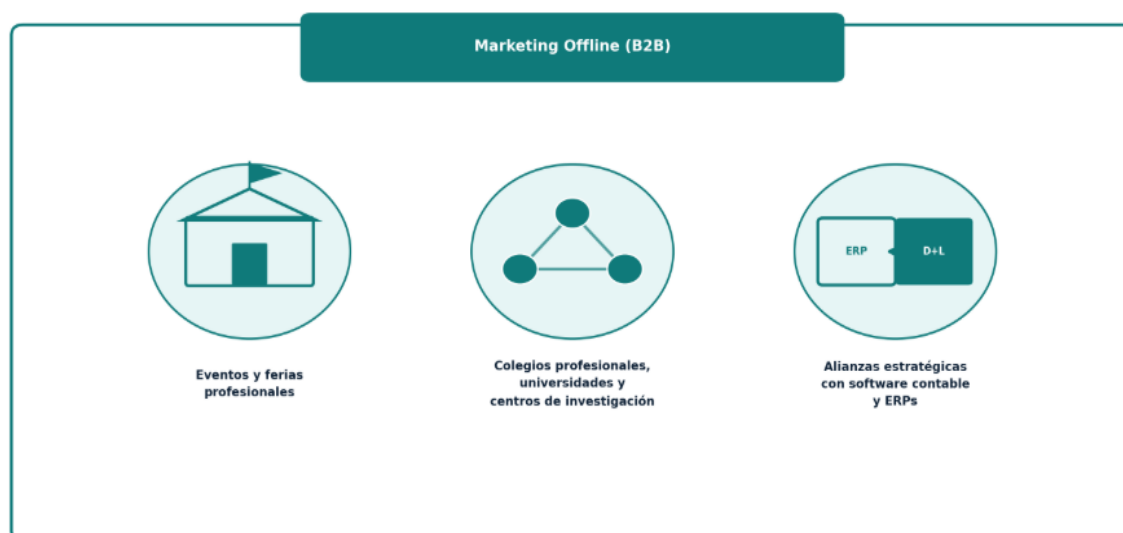 Marketing Offline (B2B)
ERP
D+L
Eventos y ferias
profesionales
Colegios profesionales,
universidades y
centros de investigación
Alianzas estratégicas
con software contable
y ERPs